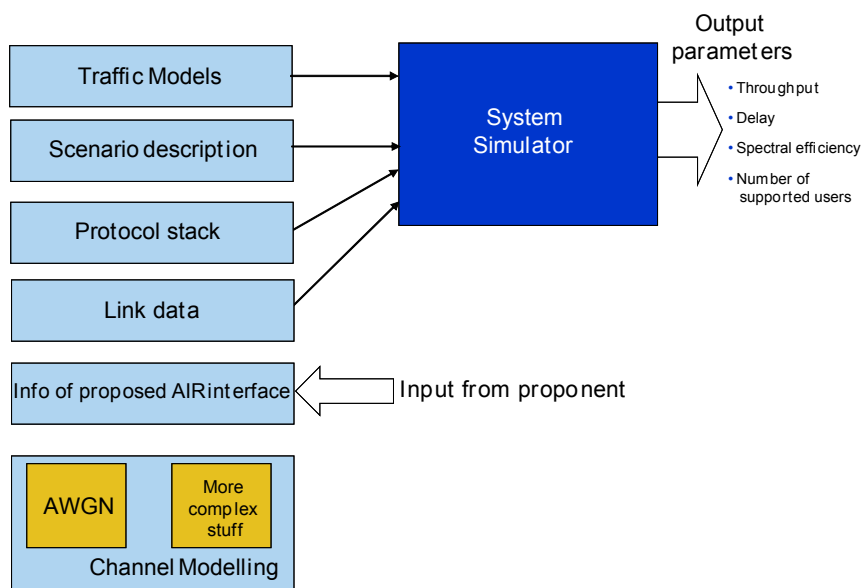 Traffic Models
Scenario description
Protocol stack
Link data
Info of proposed AIRinterface
Input from proponent
AWGN
More
complex
stuff
Channel Modelling
System
Simulator
Output
parameters
• Throughput
• Delay
• Spectral efficiency
• Number of
supported users